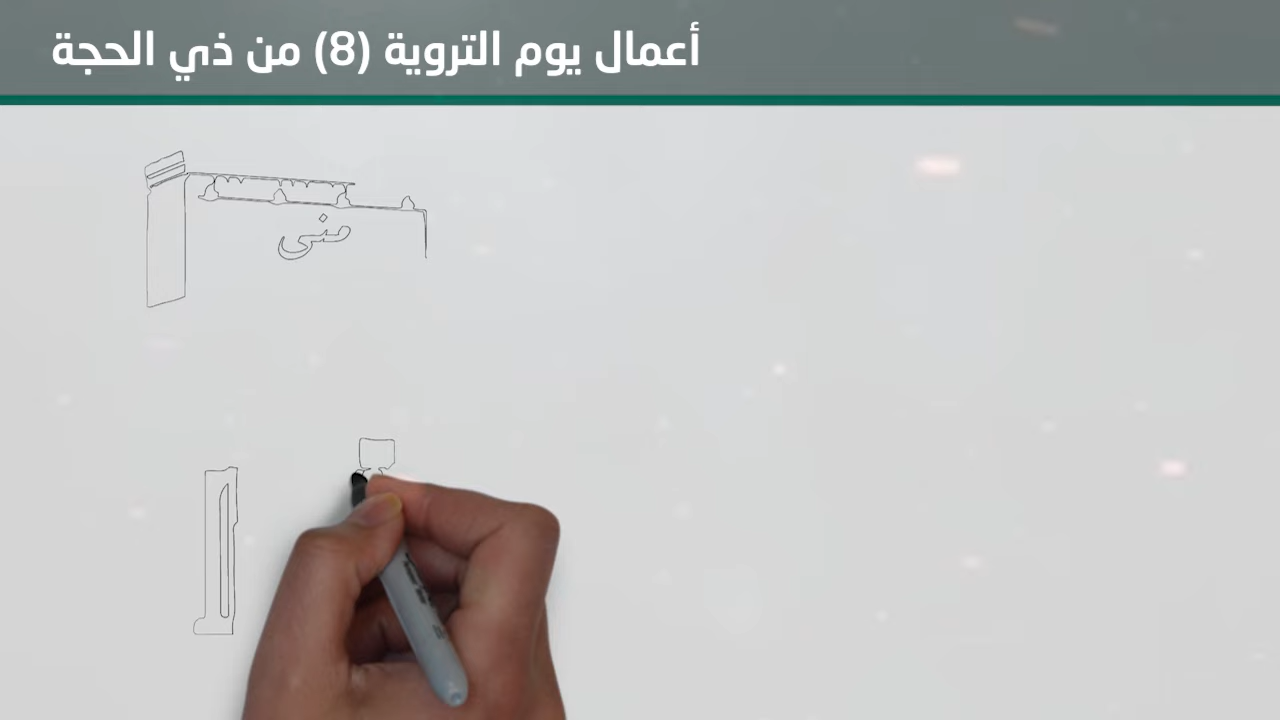 أعمال يوم التروية (8) من ذي الحجة
منى